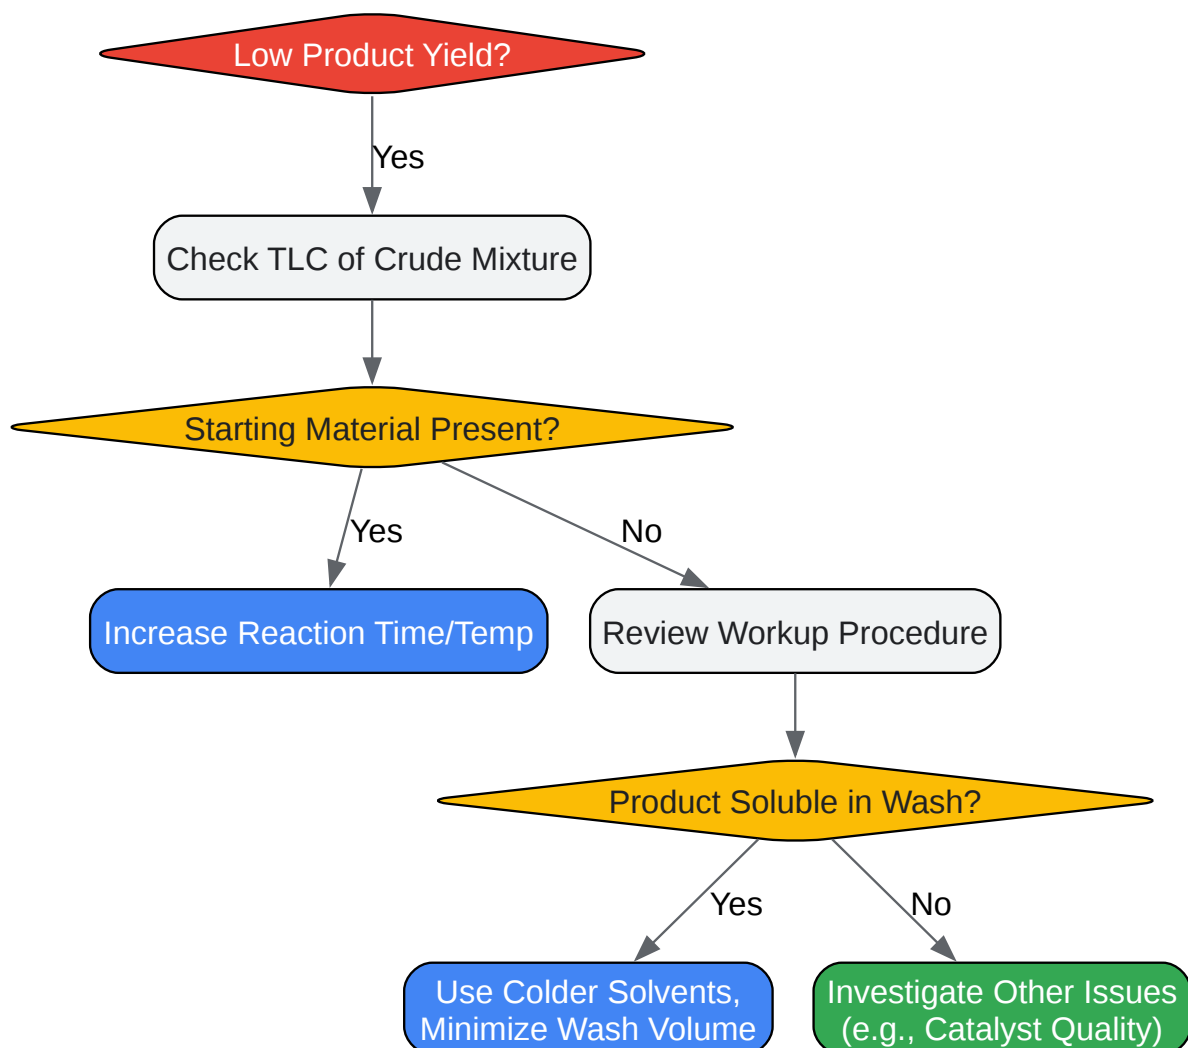 Low Product Yield?
Yes
Check TLC of Crude Mixture
Starting Material Present?
Yes
No
Increase Reaction Time/Temp
Review Workup Procedure
Product Soluble in Wash?
Yes
No
Use Colder Solvents,
Minimize Wash Volume
Investigate Other Issues
(e.g., Catalyst Quality)